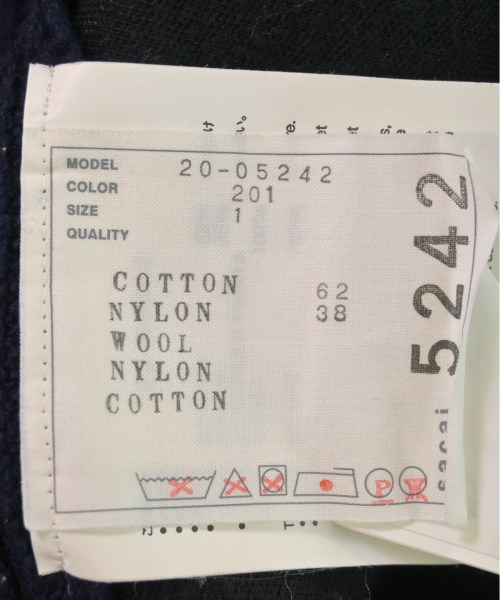 MODEL 20-05242
COLOR 201
SIZE 1
QUALITY
COTTON 62
NYLON 38
WOOL
NYLON
COTTON
P W
5242
sacai